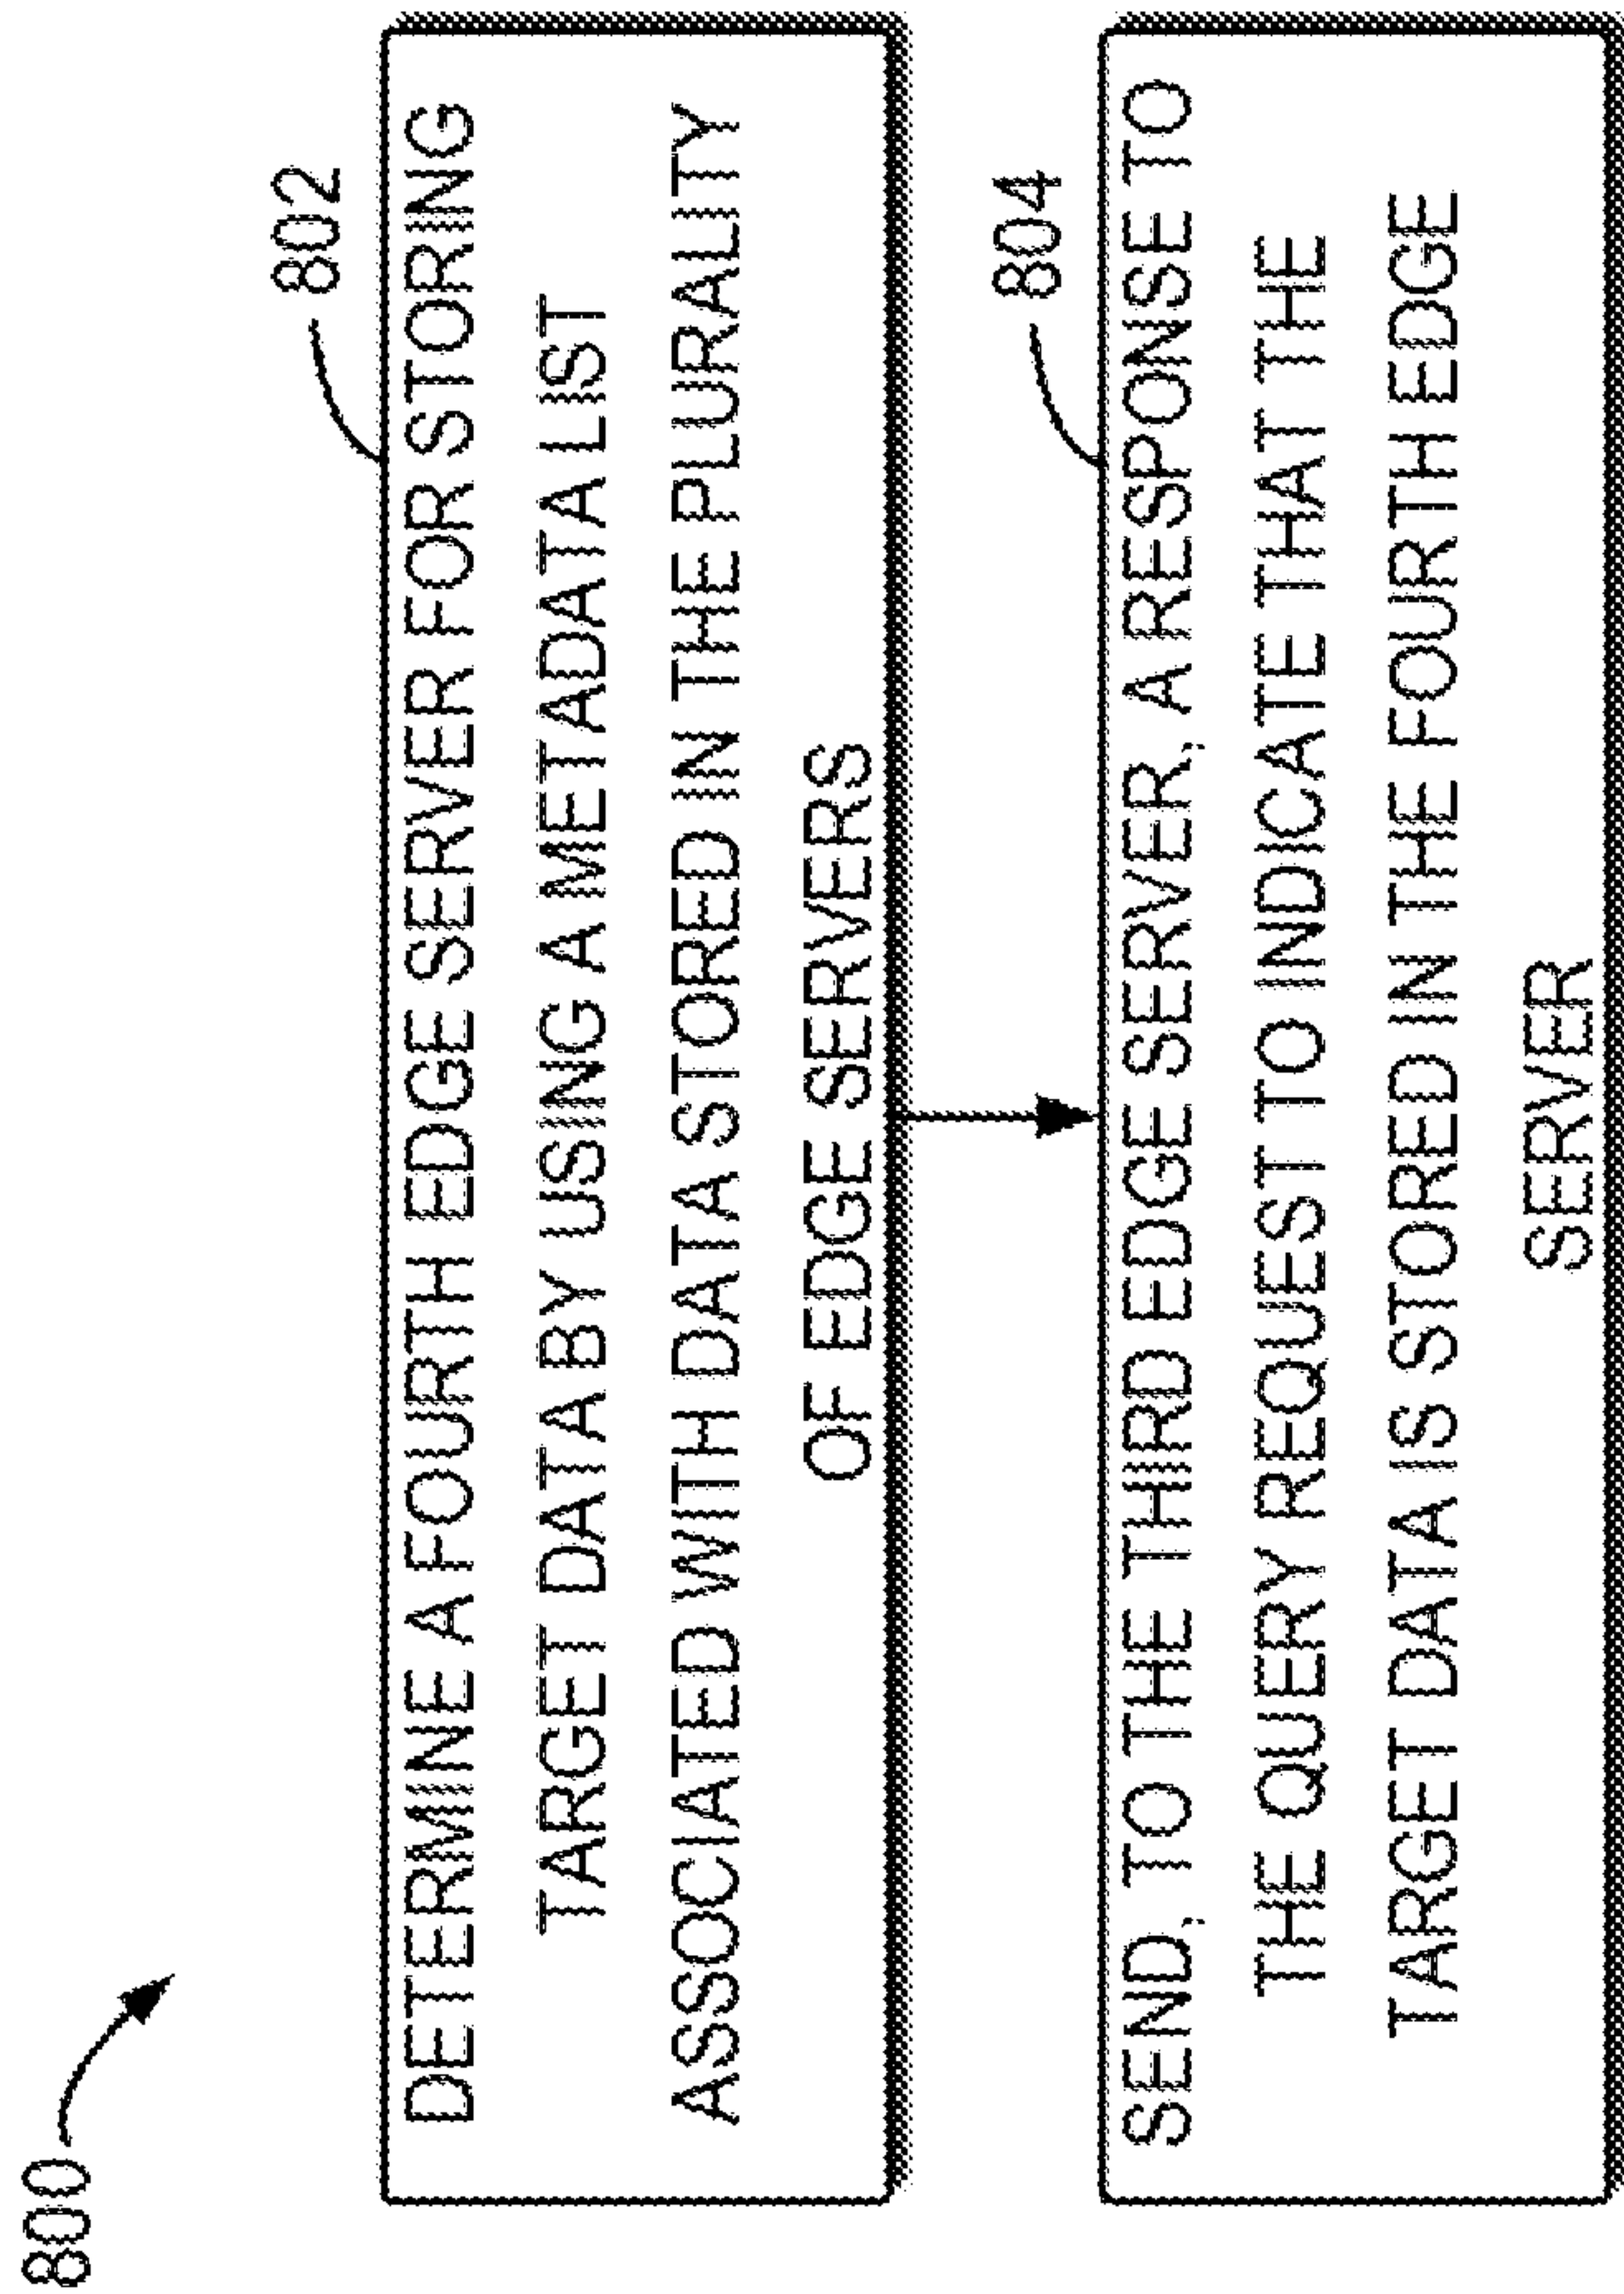 800
802
DETERMINE A FOURTH EDGE SERVER FOR STORING
TARGET DATA BY USING A METADATA LIST
ASSOCIATED WITH DATA STORED IN THE PLURALITY
OF EDGE SERVERS
804
SEND, TO THE THIRD EDGE SERVER, A RESPONSE TO
THE QUERY REQUEST TO INDICATE THAT THE
TARGET DATA IS STORED IN THE FOURTH EDGE
SERVER